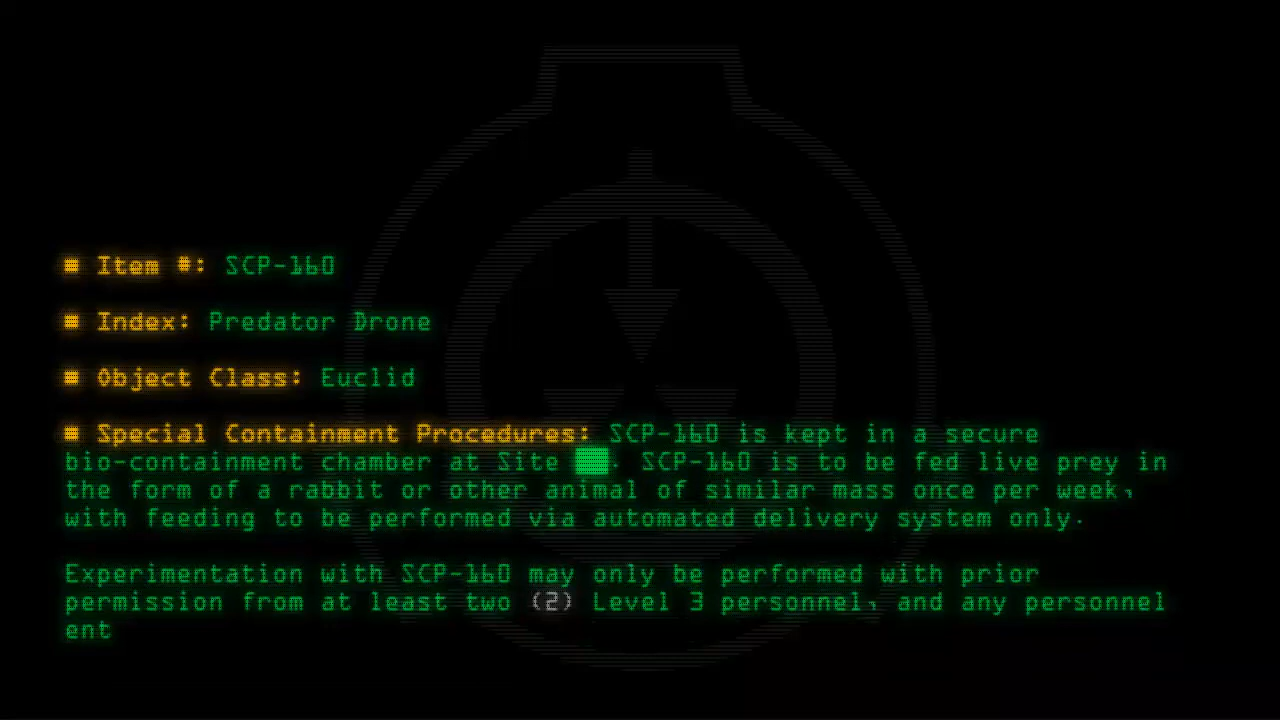 ■ Item #: SCP-160
■ Index: Predator Drone
■ Object Class: Euclid
■ Special Containment Procedures: SCP-160 is kept in a secure
bio-containment chamber at Site ██. SCP-160 is to be fed live prey in
the form of a rabbit or other animal of similar mass once per week,
with feeding to be performed via automated delivery system only.
Experimentation with SCP-160 may only be performed with prior
permission from at least two (2) Level 3 personnel, and any personnel
ent